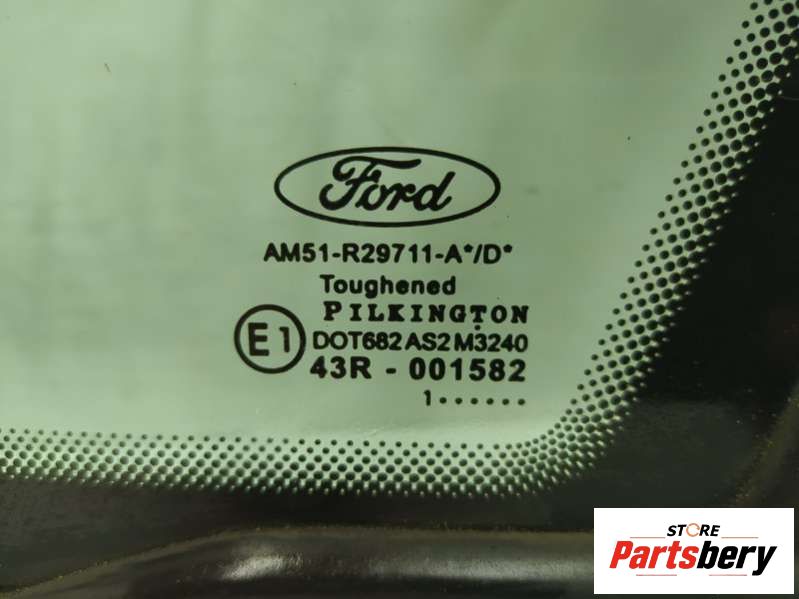 Ford
AM51-R29711-A*/D*
Toughened
PILKINGTON
E1
DOT682 AS2 M3240
43R - 001582
1······
STORE
Partsbery